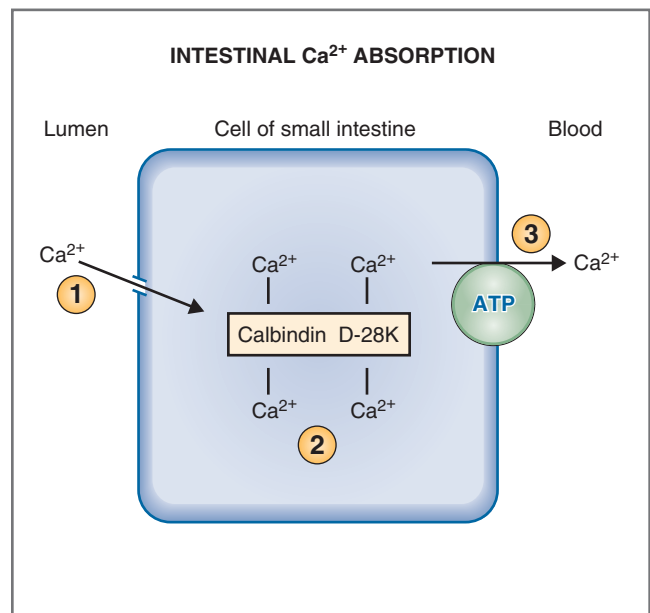 INTESTINAL Ca²⁺ ABSORPTION
Lumen Cell of small intestine Blood
Ca²⁺ 1
Ca²⁺ Ca²⁺ 3 Ca²⁺
ATP
Calbindin D-28K
Ca²⁺ Ca²⁺
2